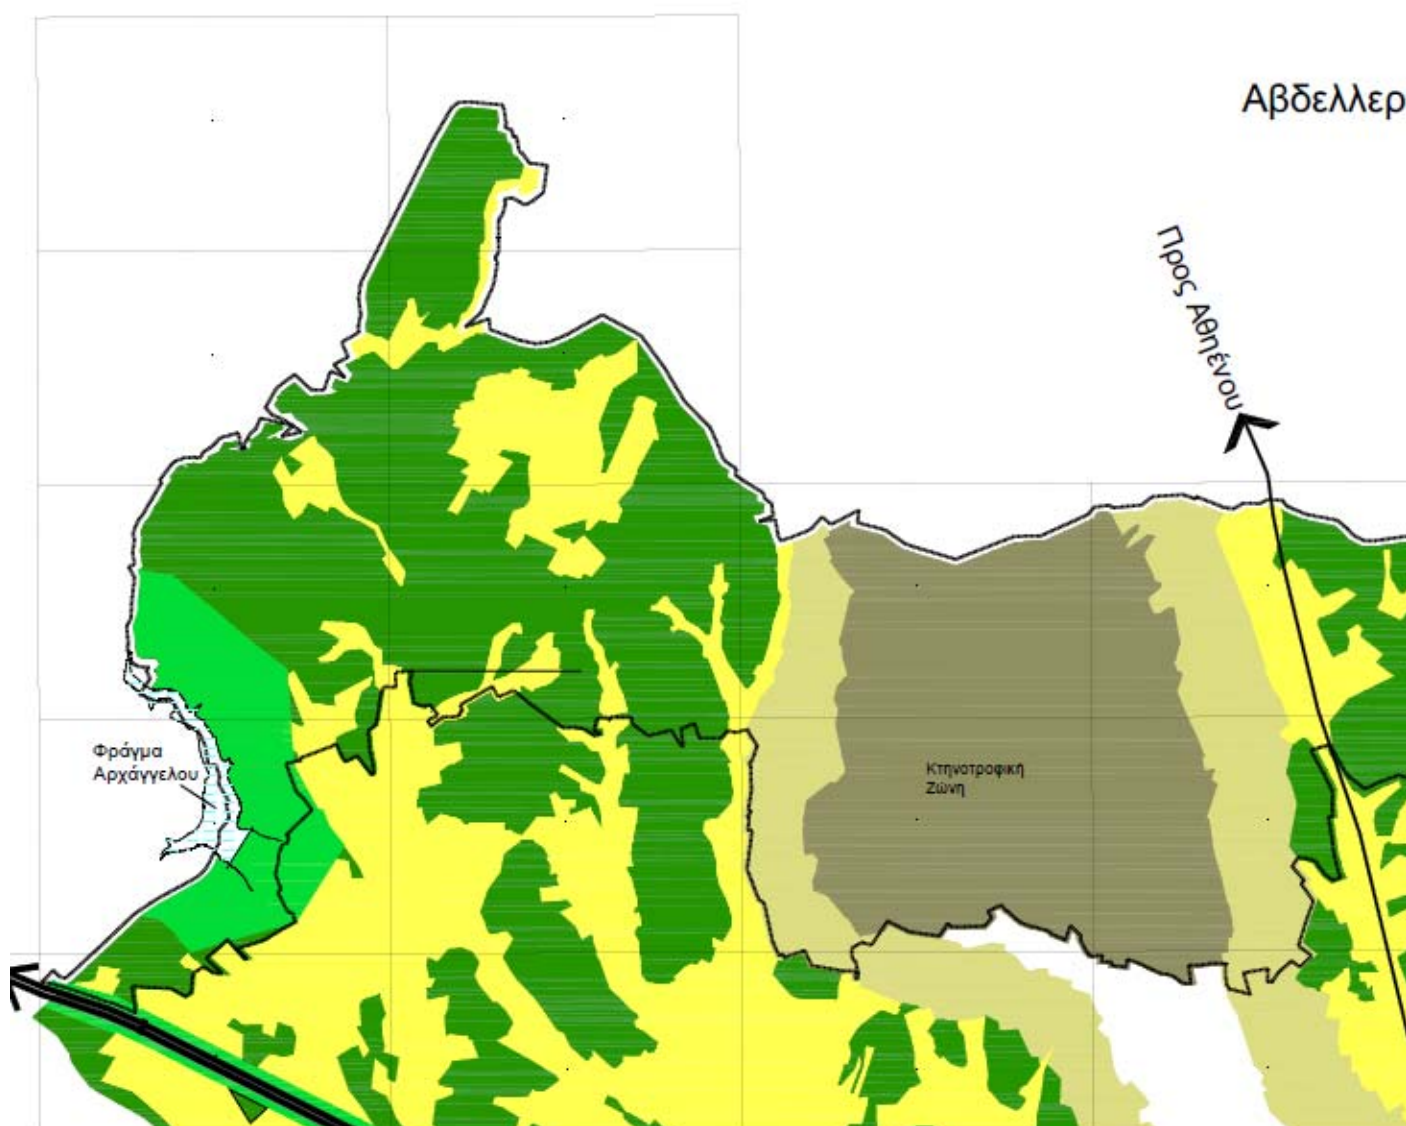 Αβδελλερ
Προς Αθηένου
Φράγμα
Αρχάγγελου
Κτηνοτροφική
Ζώνη